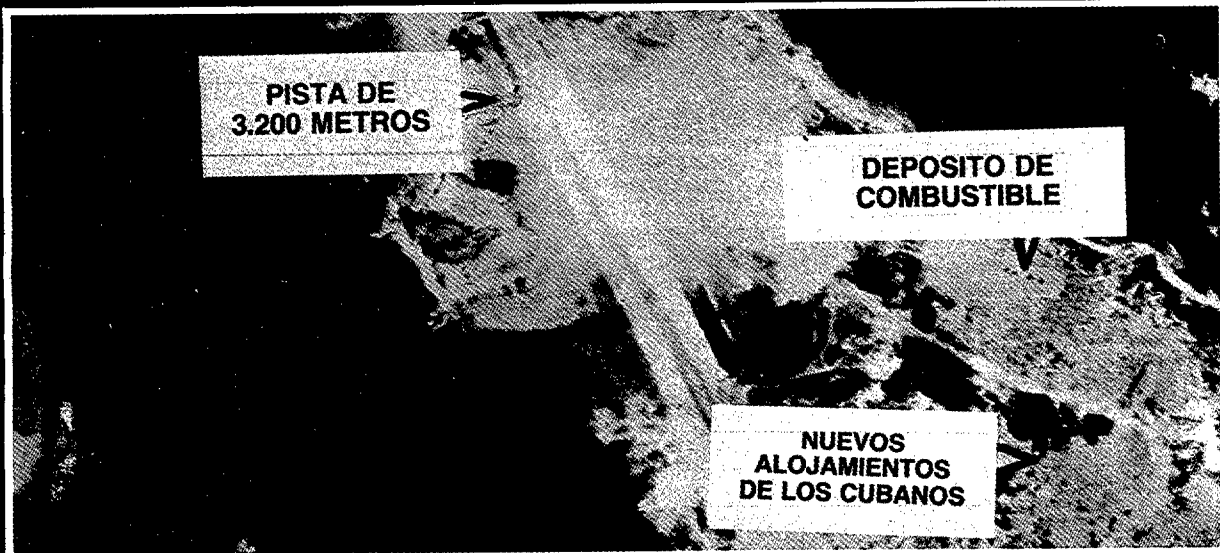 PISTA DE
3.200 METROS
DEPOSITO DE
COMBUSTIBLE
NUEVOS
ALOJAMIENTOS
DE LOS CUBANOS